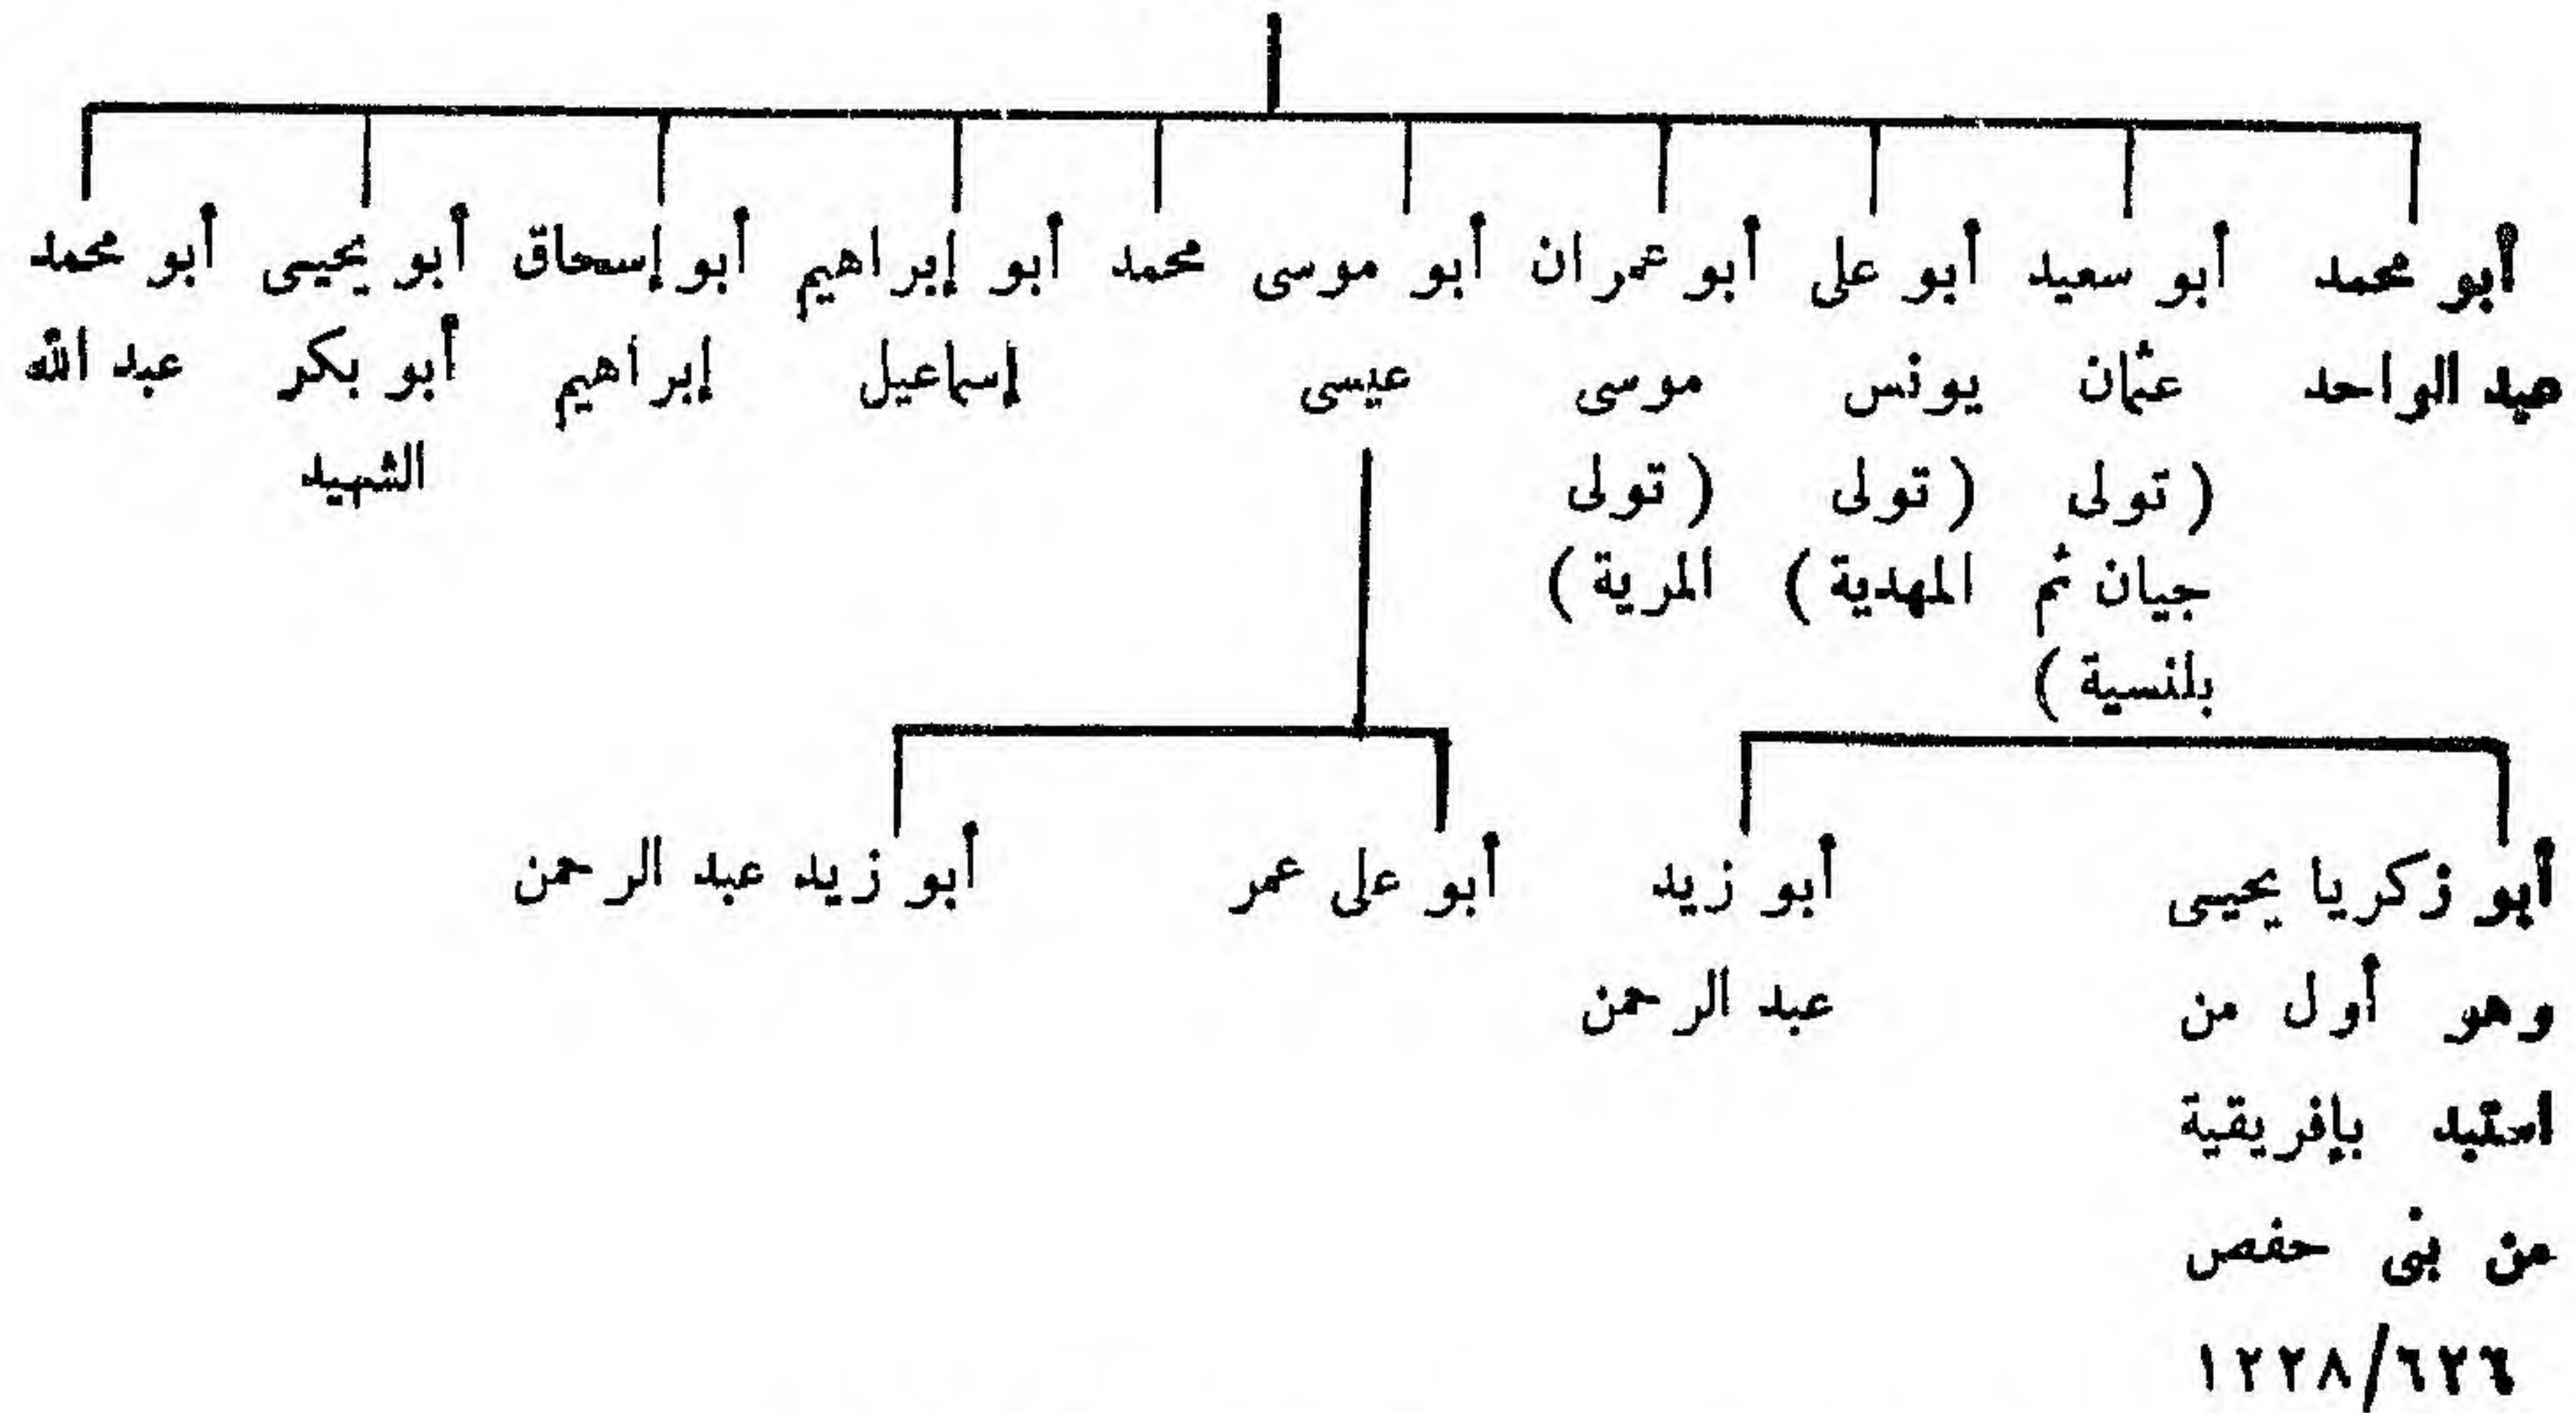 أبو محمد
عبد الواحد
أبو سعيد
عثمان
( تولى
جيان ثم
بلنسية )
أبو على
يونس
( تولى
المهدية )
أبو عمران
موسى
( تولى
المرية )
أبو موسى
عيسى
محمد
أبو إبراهيم
إسماعيل
أبو إسحاق
إبراهيم
أبو يحيى
أبو بكر
الشهيد
أبو محمد
عبد الله
أبو زكريا يحيى
وهو أول من
استبد بإفريقية
من بنى حفص
١٢٢٨/٦٢٦
أبو زيد
عبد الرحمن
أبو على عمر
أبو زيد عبد الرحمن